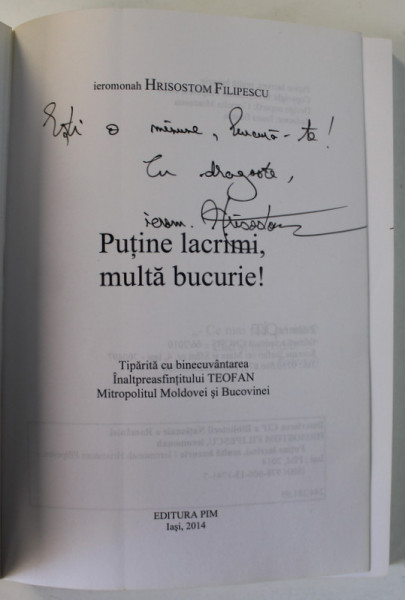 ieromonah HRISOSTOM FILIPESCU
Ești o minune, bucură-te!
Cu dragoste,
ierom. Hrisostom
Puține lacrimi,
multă bucurie!
Tipărită cu binecuvântarea
Înaltpreasfințitului TEOFAN
Mitropolitul Moldovei și Bucovinei
EDITURA PIM
Iași, 2014